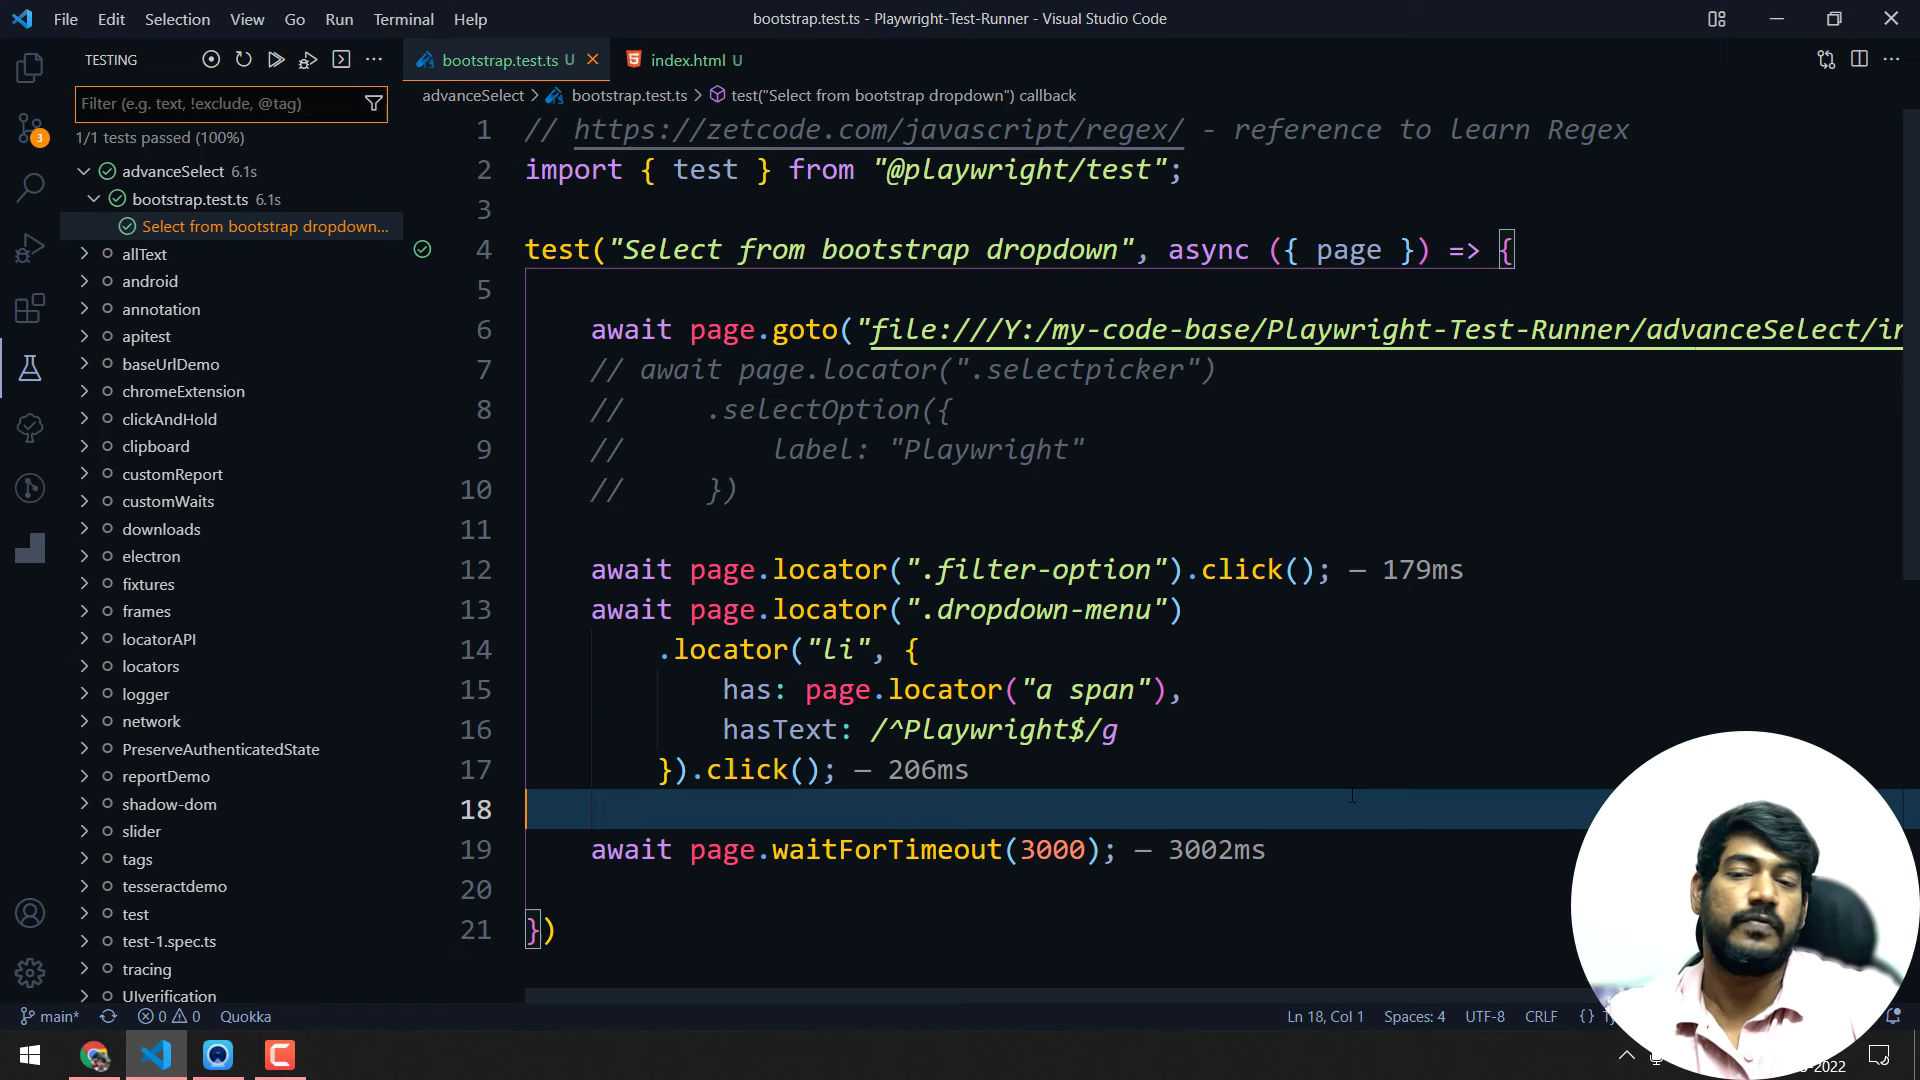 File Edit Selection View Go Run Terminal Help
bootstrap.test.ts - Playwright-Test-Runner - Visual Studio Code
TESTING
bootstrap.test.ts U
index.html U
Filter (e.g. text, !exclude, @tag)
advanceSelect > bootstrap.test.ts > test("Select from bootstrap dropdown") callback
1/1 tests passed (100%)
advanceSelect 6.1s
bootstrap.test.ts 6.1s
Select from bootstrap dropdown...
allText
android
annotation
apitest
baseUrlDemo
chromeExtension
clickAndHold
clipboard
customReport
customWaits
downloads
electron
fixtures
frames
locatorAPI
locators
logger
network
PreserveAuthenticatedState
reportDemo
shadow-dom
slider
tags
tesseractdemo
test
test-1.spec.ts
tracing
UIverification
3
1 // https://zetcode.com/javascript/regex/ - reference to learn Regex
2 import { test } from "@playwright/test";
3
4 test("Select from bootstrap dropdown", async ({ page }) => {
5
6 await page.goto("file:///Y:/my-code-base/Playwright-Test-Runner/advanceSelect/in
7 // await page.locator(".selectpicker")
8 // .selectOption({
9 // label: "Playwright"
10 // })
11
12 await page.locator(".filter-option").click(); — 179ms
13 await page.locator(".dropdown-menu")
14 .locator("li", {
15 has: page.locator("a span"),
16 hasText: /^Playwright$/g
17 }).click(); — 206ms
18
19 await page.waitForTimeout(3000); — 3002ms
20
21 })
main* 0 0 Quokka
Ln 18, Col 1 Spaces: 4 UTF-8 CRLF {}
-2022